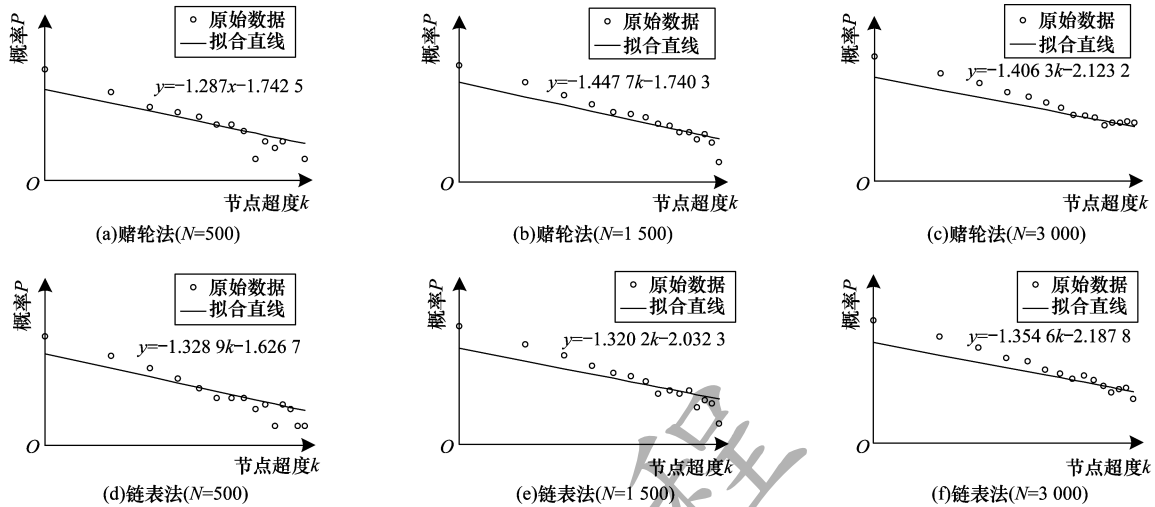 概率P
原始数据
拟合直线
y=−1.287x−1.742 5
O
节点超度k
(a)赌轮法(N=500)
概率P
原始数据
拟合直线
y=−1.447 7k−1.740 3
O
节点超度k
(b)赌轮法(N=1 500)
概率P
原始数据
拟合直线
y=−1.406 3k−2.123 2
O
节点超度k
(c)赌轮法(N=3 000)
概率P
原始数据
拟合直线
y=−1.328 9k−1.626 7
O
节点超度k
(d)链表法(N=500)
概率P
原始数据
拟合直线
y=−1.320 2k−2.032 3
O
节点超度k
(e)链表法(N=1 500)
概率P
原始数据
拟合直线
y=−1.354 6k−2.187 8
O
节点超度k
(f)链表法(N=3 000)
程